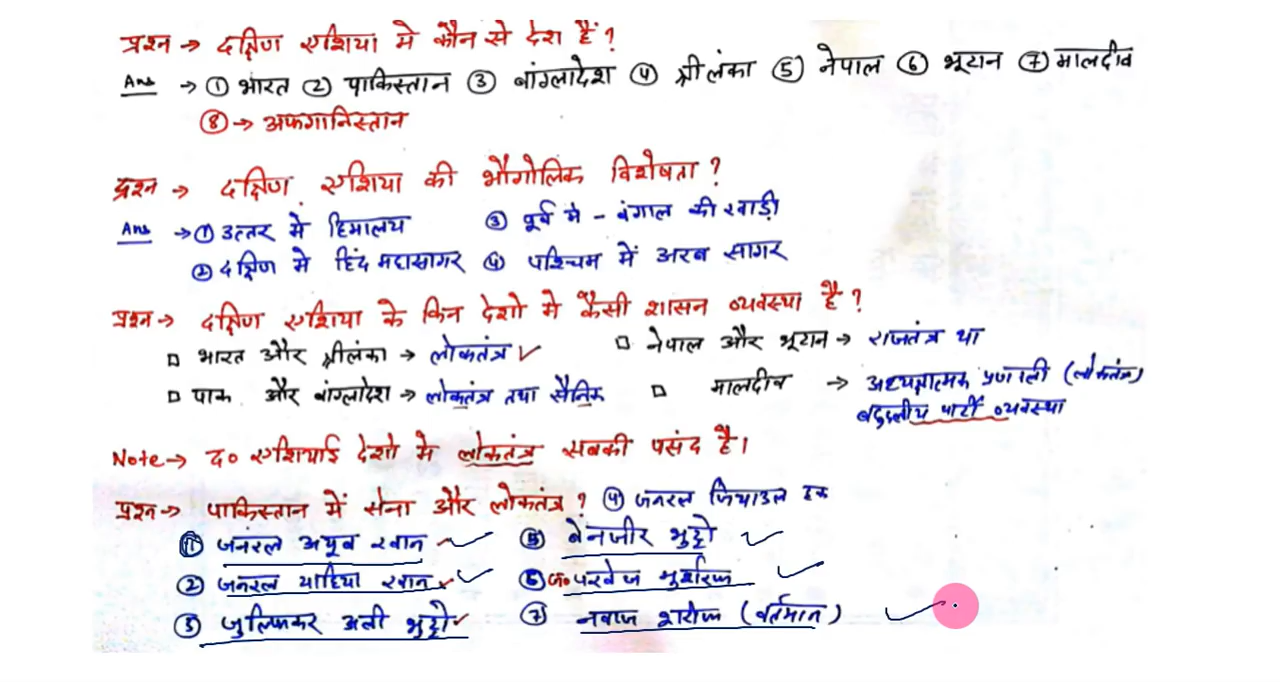 प्रश्न → दक्षिण एशिया मे कौन से देश हैं?
Ans → ① भारत ② पाकिस्तान ③ बांग्लादेश ④ श्रीलंका ⑤ नेपाल ⑥ भूटान ⑦ मालदीव
⑧ → अफगानिस्तान
प्रश्न → दक्षिण एशिया की भौगोलिक विशेषता?
Ans → ① उत्तर में हिमालय ③ पूर्व मे - बंगाल की खाड़ी
② दक्षिण मे हिंद महासागर ④ पश्चिम में अरब सागर
प्रश्न → दक्षिण एशिया के किन देशो मे कैसी शासन व्यवस्था है?
□ भारत और श्रीलंका → लोकतंत्र ✓ □ नेपाल और भूटान → राजतंत्र था
□ पाक और बांग्लादेश → लोकतंत्र तथा सैनिक □ मालदीव → अध्यक्षात्मक प्रणाली (लोकतंत्र)
बहुदलीय पार्टी व्यवस्था
Note → द० एशियाई देशो मे लोकतंत्र सबकी पसंद है।
प्रश्न → पाकिस्तान में सेना और लोकतंत्र? ④ जनरल जियाउल हक
① जनरल अयूब खान ✓ ⑤ बेनजीर भुट्टो ✓
② जनरल याहिया खान ✓ ⑥ ज० परवेज मुर्शरफ ✓
③ जुल्फिकर अली भुट्टो ✓ ⑦ नवाज शरीफ (वर्तमान) ✓